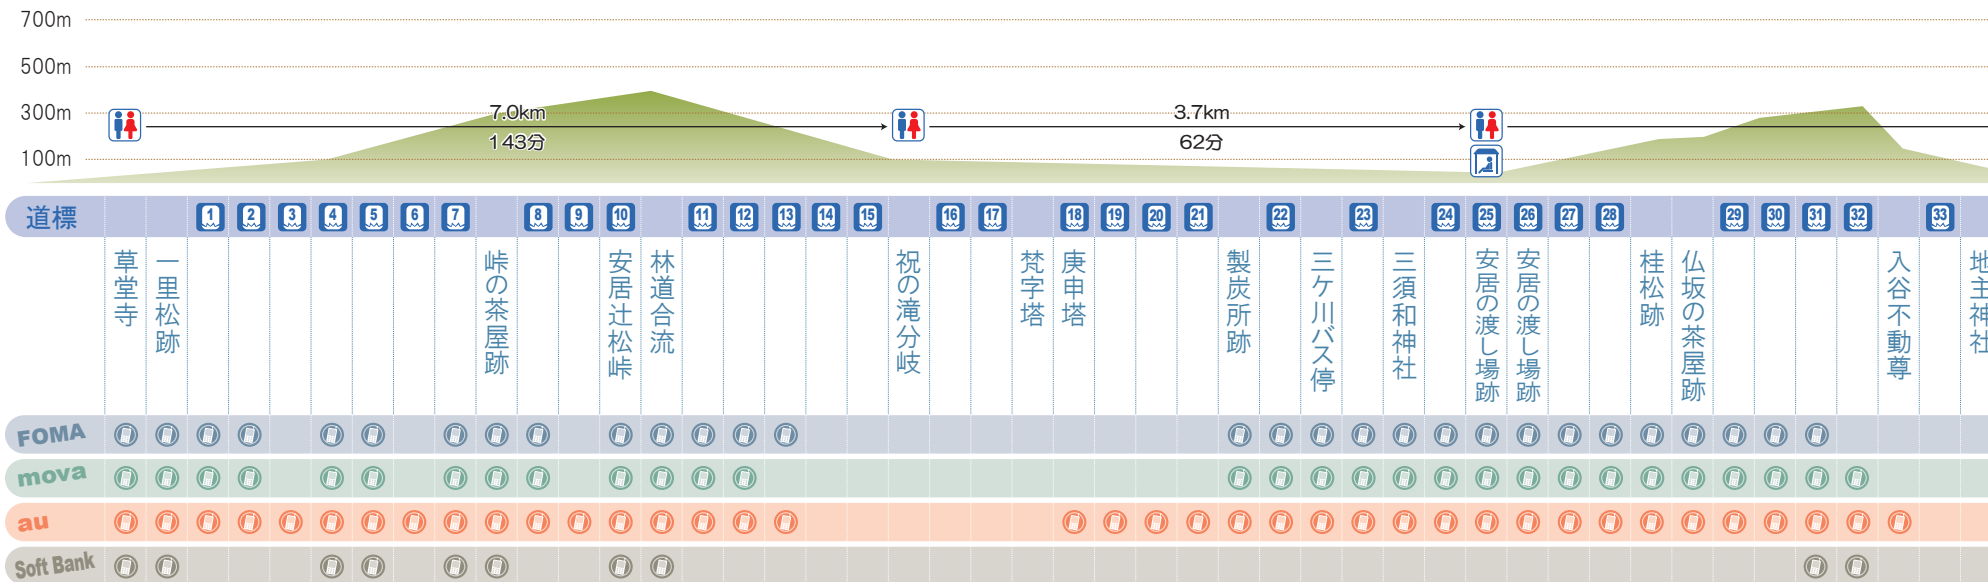 700m
500m
300m
100m
7.0km
143分
3.7km
62分
道標 1 2 3 4 5 6 7 8 9 10 11 12 13 14 15 16 17 18 19 20 21 22 23 24 25 26 27 28 29 30 31 32 33
草堂寺
一里松跡
峠の茶屋跡
安居辻松峠
林道合流
祝の滝分岐
梵字塔
庚申塔
製炭所跡
三ケ川バス停
三須和神社
安居の渡し場跡
安居の渡し場跡
桂松跡
仏坂の茶屋跡
入谷不動尊
地主神社
FOMA
mova
au
Soft Bank